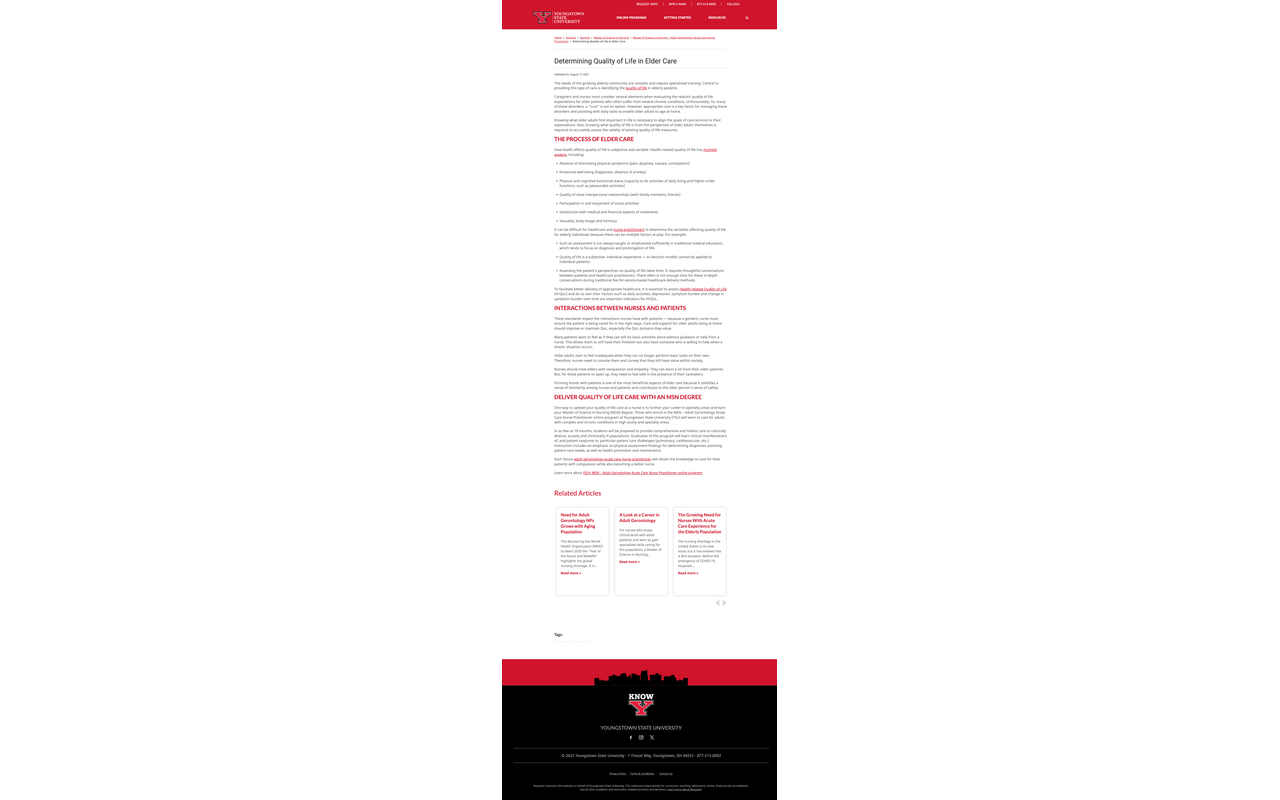 REQUEST INFO | APPLY NOW | 877-513-0093 | YSU.EDU
YOUNGSTOWN
STATE
UNIVERSITY
ONLINE PROGRAMS
GETTING STARTED
RESOURCES
Determining Quality of Life in Elder Care
Determining Quality of Life in Elder Care
The needs of the growing elderly community are complex and require specialized training. Central to
providing this type of care is identifying the quality of life in elderly patients.
Caregivers and nurses must consider several elements when evaluating the realistic quality of life
expectations for older patients who often suffer from several chronic conditions. Unfortunately, for many
of these disorders, a "cure" is not an option. However, appropriate care is a key factor for managing these
disorders and assisting with daily tasks to enable older adults to age at home.
Knowing what older adults find important in life is necessary to align the goals of care services to their
expectations. Also, knowing what quality of life is from the perspective of older adults themselves is
required to accurately assess the validity of existing quality of life measures.
THE PROCESS OF ELDER CARE
How health affects quality of life is subjective and variable. Health-related quality of life has multiple
aspects, including:
• Absence of distressing physical symptoms (pain, dyspnea, nausea, constipation)
• Emotional well-being (happiness, absence of anxiety)
• Physical and cognitive functional status (capacity to do activities of daily living and higher-order
functions, such as pleasurable activities)
• Quality of close interpersonal relationships (with family members, friends)
• Participation in and enjoyment of social activities
• Satisfaction with medical and financial aspects of treatments
• Sexuality, body image and intimacy
It can be difficult for healthcare and nurse practitioners to determine the variables affecting quality of life
for elderly individuals because there can be multiple factors at play. For example:
• Such an assessment is not always taught or emphasized sufficiently in traditional medical education,
which tends to focus on diagnosis and prolongation of life.
• Quality of life is a subjective, individual experience — so decision models cannot be applied to
individual patients.
• Assessing the patient's perspectives on quality of life takes time. It requires thoughtful conversations
between patients and healthcare practitioners. There often is not enough time for these in-depth
conversations during traditional fee-for-service-based healthcare delivery methods.
To facilitate better delivery of appropriate healthcare, it is essential to assess Health-related Quality of Life
(HrQoL) and do so over time. Factors such as daily activities, depression, symptom burden and change in
symptom burden over time are important indicators for HrQoL.
INTERACTIONS BETWEEN NURSES AND PATIENTS
These standards impact the interactions nurses have with patients — because a geriatric nurse must
ensure the patient is being cared for in the right ways. Care and support for older adults living at home
should improve or maintain QoL, especially the QoL domains they value.
Many patients want to feel as if they can still do basic activities alone without guidance or help from a
nurse. This allows them to still have their freedom but also have someone who is willing to help when a
drastic situation occurs.
Older adults start to feel inadequate when they can no longer perform basic tasks on their own.
Therefore, nurses need to console them and convey that they still have value within society.
Nurses should treat elders with compassion and empathy. They can learn a lot from their older patients.
But, for these patients to open up, they need to feel safe in the presence of their caretakers.
Forming bonds with patients is one of the most beneficial aspects of elder care because it solidifies a
sense of familiarity among nurses and patients and contributes to the elder person's sense of safety.
DELIVER QUALITY OF LIFE CARE WITH AN MSN DEGREE
One way to upkeep your quality of life care as a nurse is to further your career in specialty areas and earn
your Master of Science in Nursing (MSN) degree. Those who enroll in the MSN – Adult Gerontology Acute
Care Nurse Practitioner online program at Youngstown State University (YSU) will learn to care for adults
with complex and chronic conditions in high acuity and specialty areas.
In as few as 18 months, students will be prepared to provide comprehensive and holistic care to culturally
diverse, acutely and chronically ill populations. Graduates of this program will learn clinical manifestations
of, and patient response to, particular patient care challenges (pulmonary, cardiovascular, etc.).
Instruction includes an emphasis on physical assessment findings for determining diagnoses, planning
patient care needs, as well as health promotion and maintenance.
Each future adult gerontology acute care nurse practitioner will obtain the knowledge to care for their
patients with compassion while also becoming a better nurse.
Learn more about YSU's MSN – Adult Gerontology Acute Care Nurse Practitioner online program.
Related Articles
Need for Adult
Gerontology NPs
Grows with Aging
Population
The decision by the World
Health Organization (WHO)
to deem 2020 the "Year of
the Nurse and Midwife"
highlights the global
nursing shortage. It is...
Read more »
A Look at a Career in
Adult Gerontology
For nurses who enjoy
clinical work with adult
patients and want to gain
specialized skills caring for
this population, a Master of
Science in Nursing...
Read more »
The Growing Need for
Nurses With Acute
Care Experience for
the Elderly Population
The nursing shortage in the
United States is no new
issue, but it has evolved into
a dire situation. Before the
emergence of COVID-19,
hospitals...
Read more »
Tags:
KNOW
Y
YOUNGSTOWN STATE UNIVERSITY
© 2025 Youngstown State University - 1 Tressel Way, Youngstown, OH 44555 - 877-513-0093
Privacy Policy | Terms & Conditions | Contact Us